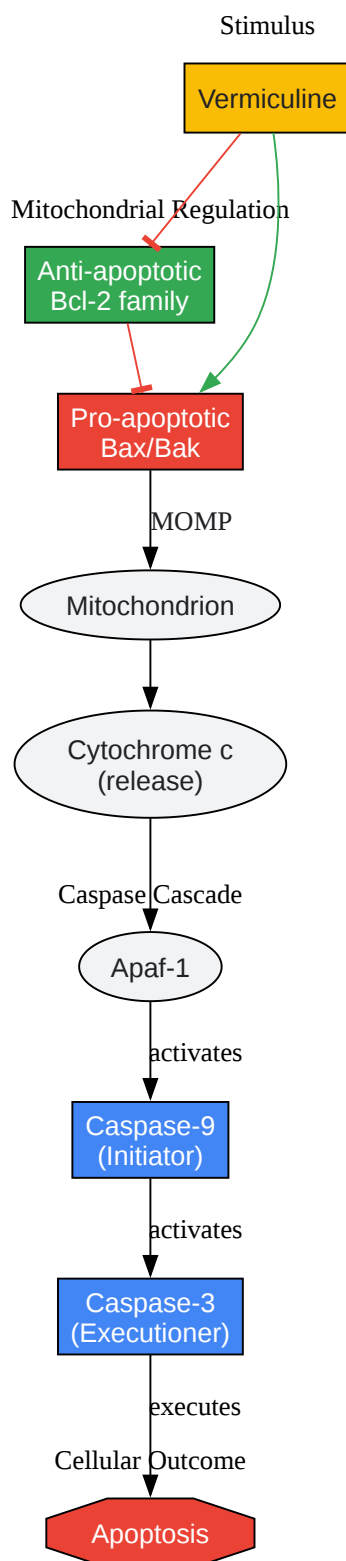 Stimulus
Vermiculine
Mitochondrial Regulation
Anti-apoptotic
Bcl-2 family
Pro-apoptotic
Bax/Bak
MOMP
Mitochondrion
Cytochrome c
(release)
Caspase Cascade
Apaf-1
activates
Caspase-9
(Initiator)
activates
Caspase-3
(Executioner)
executes
Cellular Outcome
Apoptosis